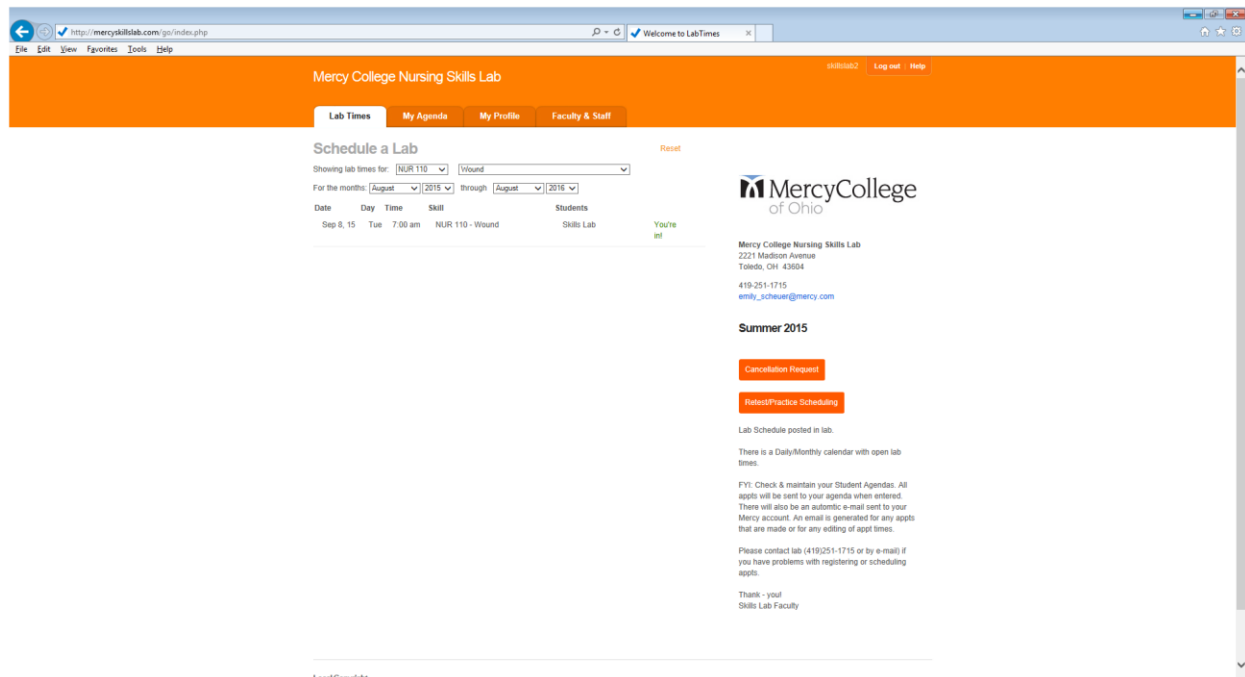 http://mercyskillslab.com/go/index.php
Welcome to LabTimes
File Edit View Favorites Tools Help
skillslab2 Log out | Help
Mercy College Nursing Skills Lab
Lab Times My Agenda My Profile Faculty & Staff
Schedule a Lab Reset
Showing lab times for: NUR 110 Wound
For the months: August 2015 through August 2016
Date Day Time Skill Students
Sep 8, 15 Tue 7:00 am NUR 110 - Wound Skills Lab You're
in!
MercyCollege
of Ohio
Mercy College Nursing Skills Lab
2221 Madison Avenue
Toledo, OH 43604
419-251-1715
emily_scheuer@mercy.com
Summer 2015
Cancellation Request
Retest/Practice Scheduling
Lab Schedule posted in lab.
There is a Daily/Monthly calendar with open lab
times.
FYI: Check & maintain your Student Agendas. All
appts will be sent to your agenda when entered.
There will also be an automtic e-mail sent to your
Mercy account. An email is generated for any appts
that are made or for any editing of appt times.
Please contact lab (419)251-1715 or by e-mail) if
you have problems with registering or scheduling
appts.
Thank - you!
Skills Lab Faculty